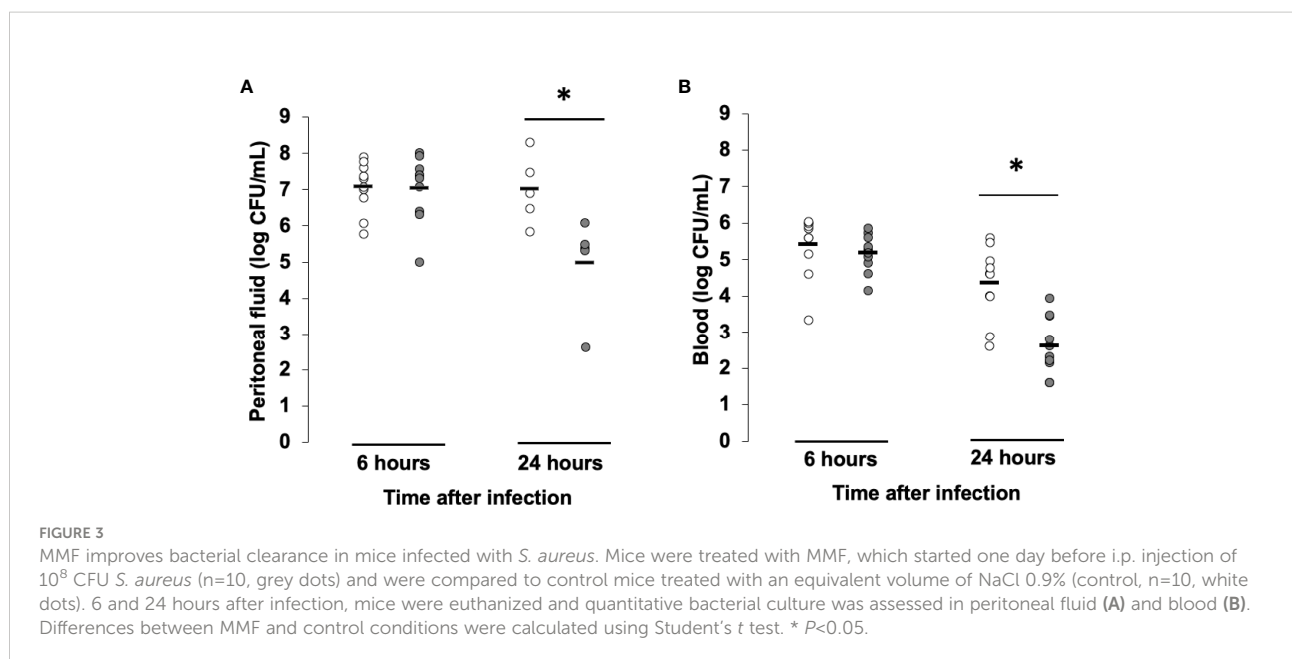 A
*
9
8
7
6
5
4
3
2
1
0
Peritoneal fluid (log CFU/mL)
6 hours
24 hours
Time after infection
B
*
9
8
7
6
5
4
3
2
1
0
Blood (log CFU/mL)
6 hours
24 hours
Time after infection
FIGURE 3
MMF improves bacterial clearance in mice infected with S. aureus. Mice were treated with MMF, which started one day before i.p. injection of
10⁸ CFU S. aureus (n=10, grey dots) and were compared to control mice treated with an equivalent volume of NaCl 0.9% (control, n=10, white
dots). 6 and 24 hours after infection, mice were euthanized and quantitative bacterial culture was assessed in peritoneal fluid (A) and blood (B).
Differences between MMF and control conditions were calculated using Student's t test. * P<0.05.